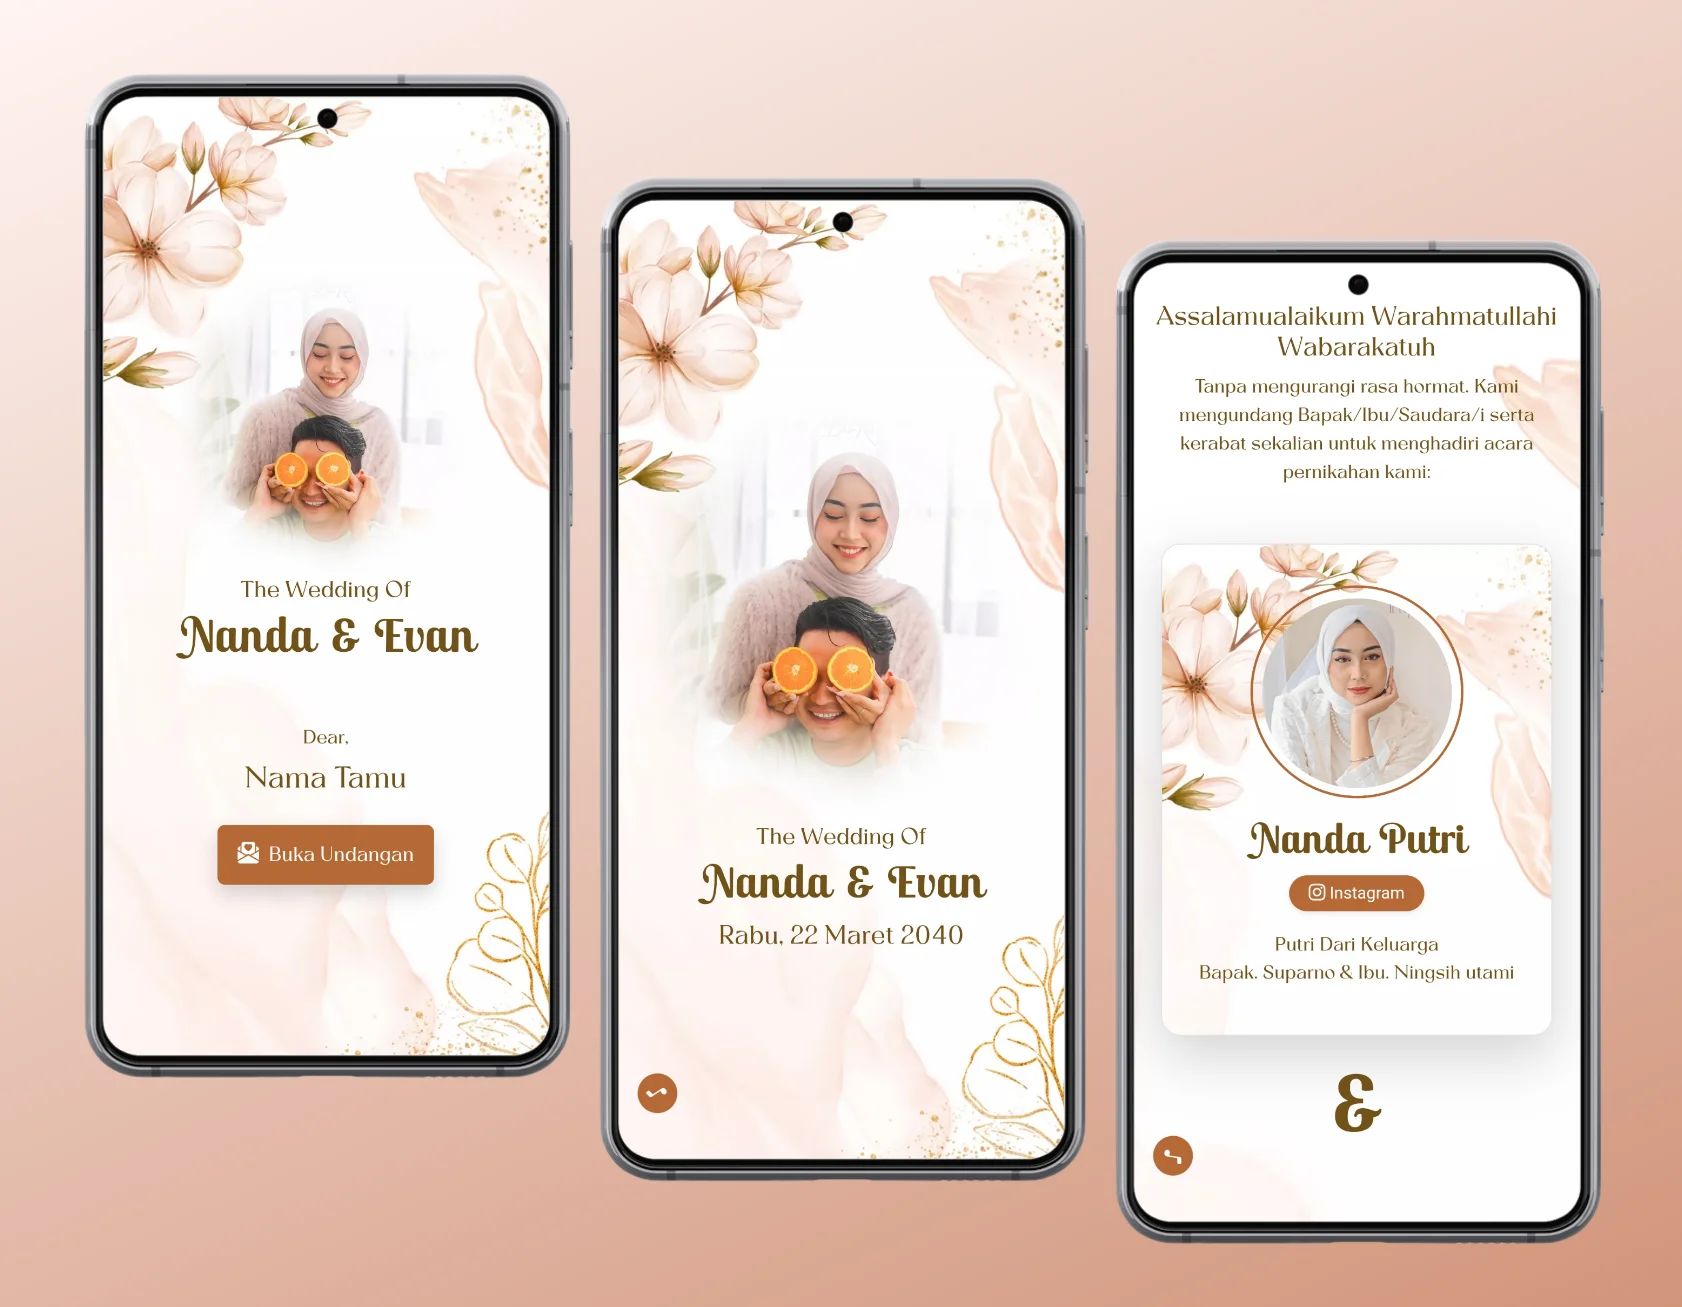 The Wedding Of
Nanda & Evan
Dear,
Nama Tamu
Buka Undangan
The Wedding Of
Nanda & Evan
Rabu, 22 Maret 2040
Assalamualaikum Warahmatullahi
Wabarakatuh
Tanpa mengurangi rasa hormat. Kami
mengundang Bapak/Ibu/Saudara/i serta
kerabat sekalian untuk menghadiri acara
pernikahan kami:
Nanda Putri
Instagram
Putri Dari Keluarga
Bapak. Suparno & Ibu. Ningsih utami
&